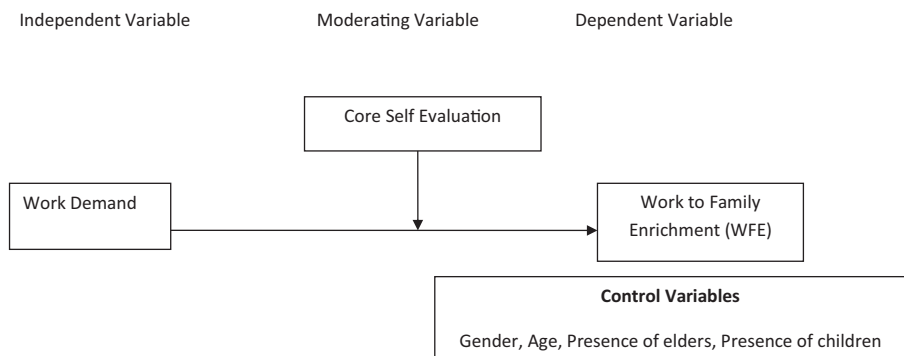 Independent Variable
Moderating Variable
Dependent Variable
Core Self Evaluation
Work Demand
Work to Family
Enrichment (WFE)
Control Variables
Gender, Age, Presence of elders, Presence of children